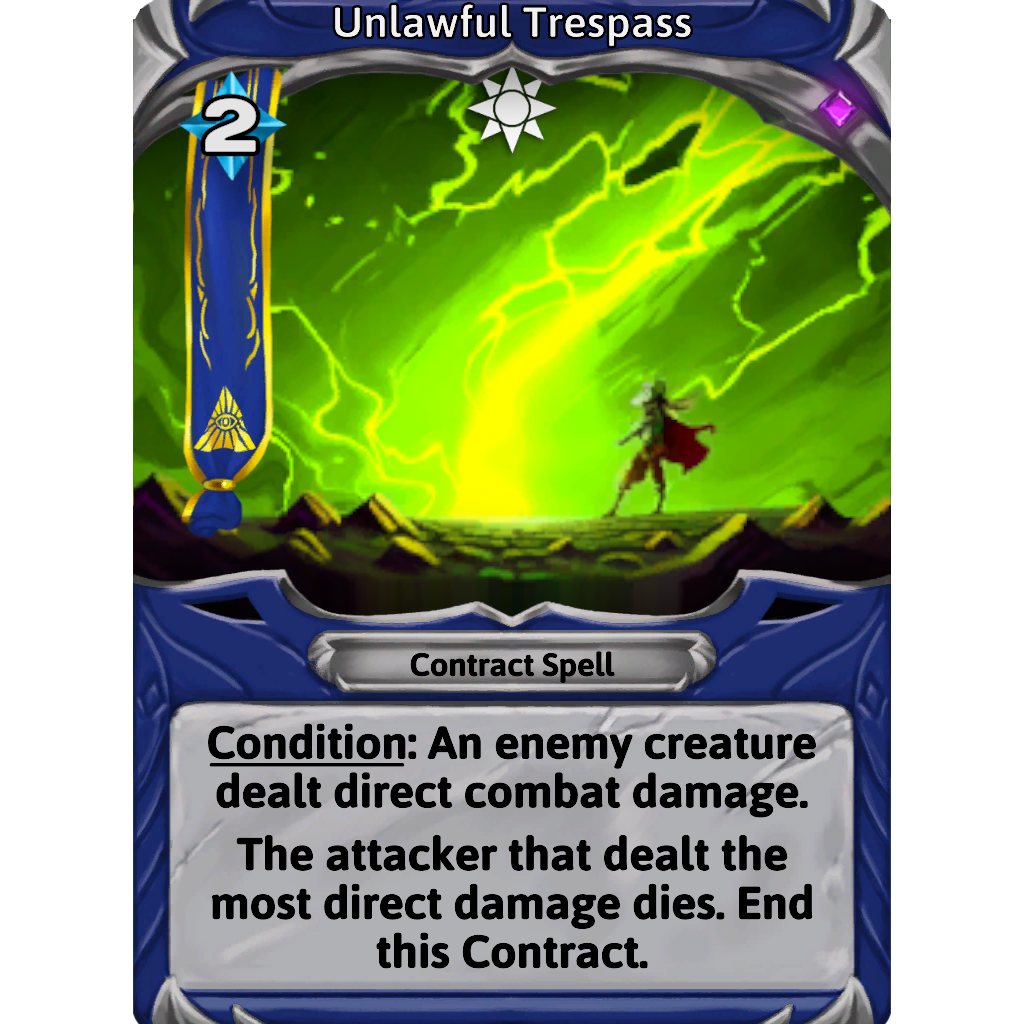 Unlawful Trespass
2
Contract Spell
Condition: An enemy creature
dealt direct combat damage.
The attacker that dealt the
most direct damage dies. End
this Contract.